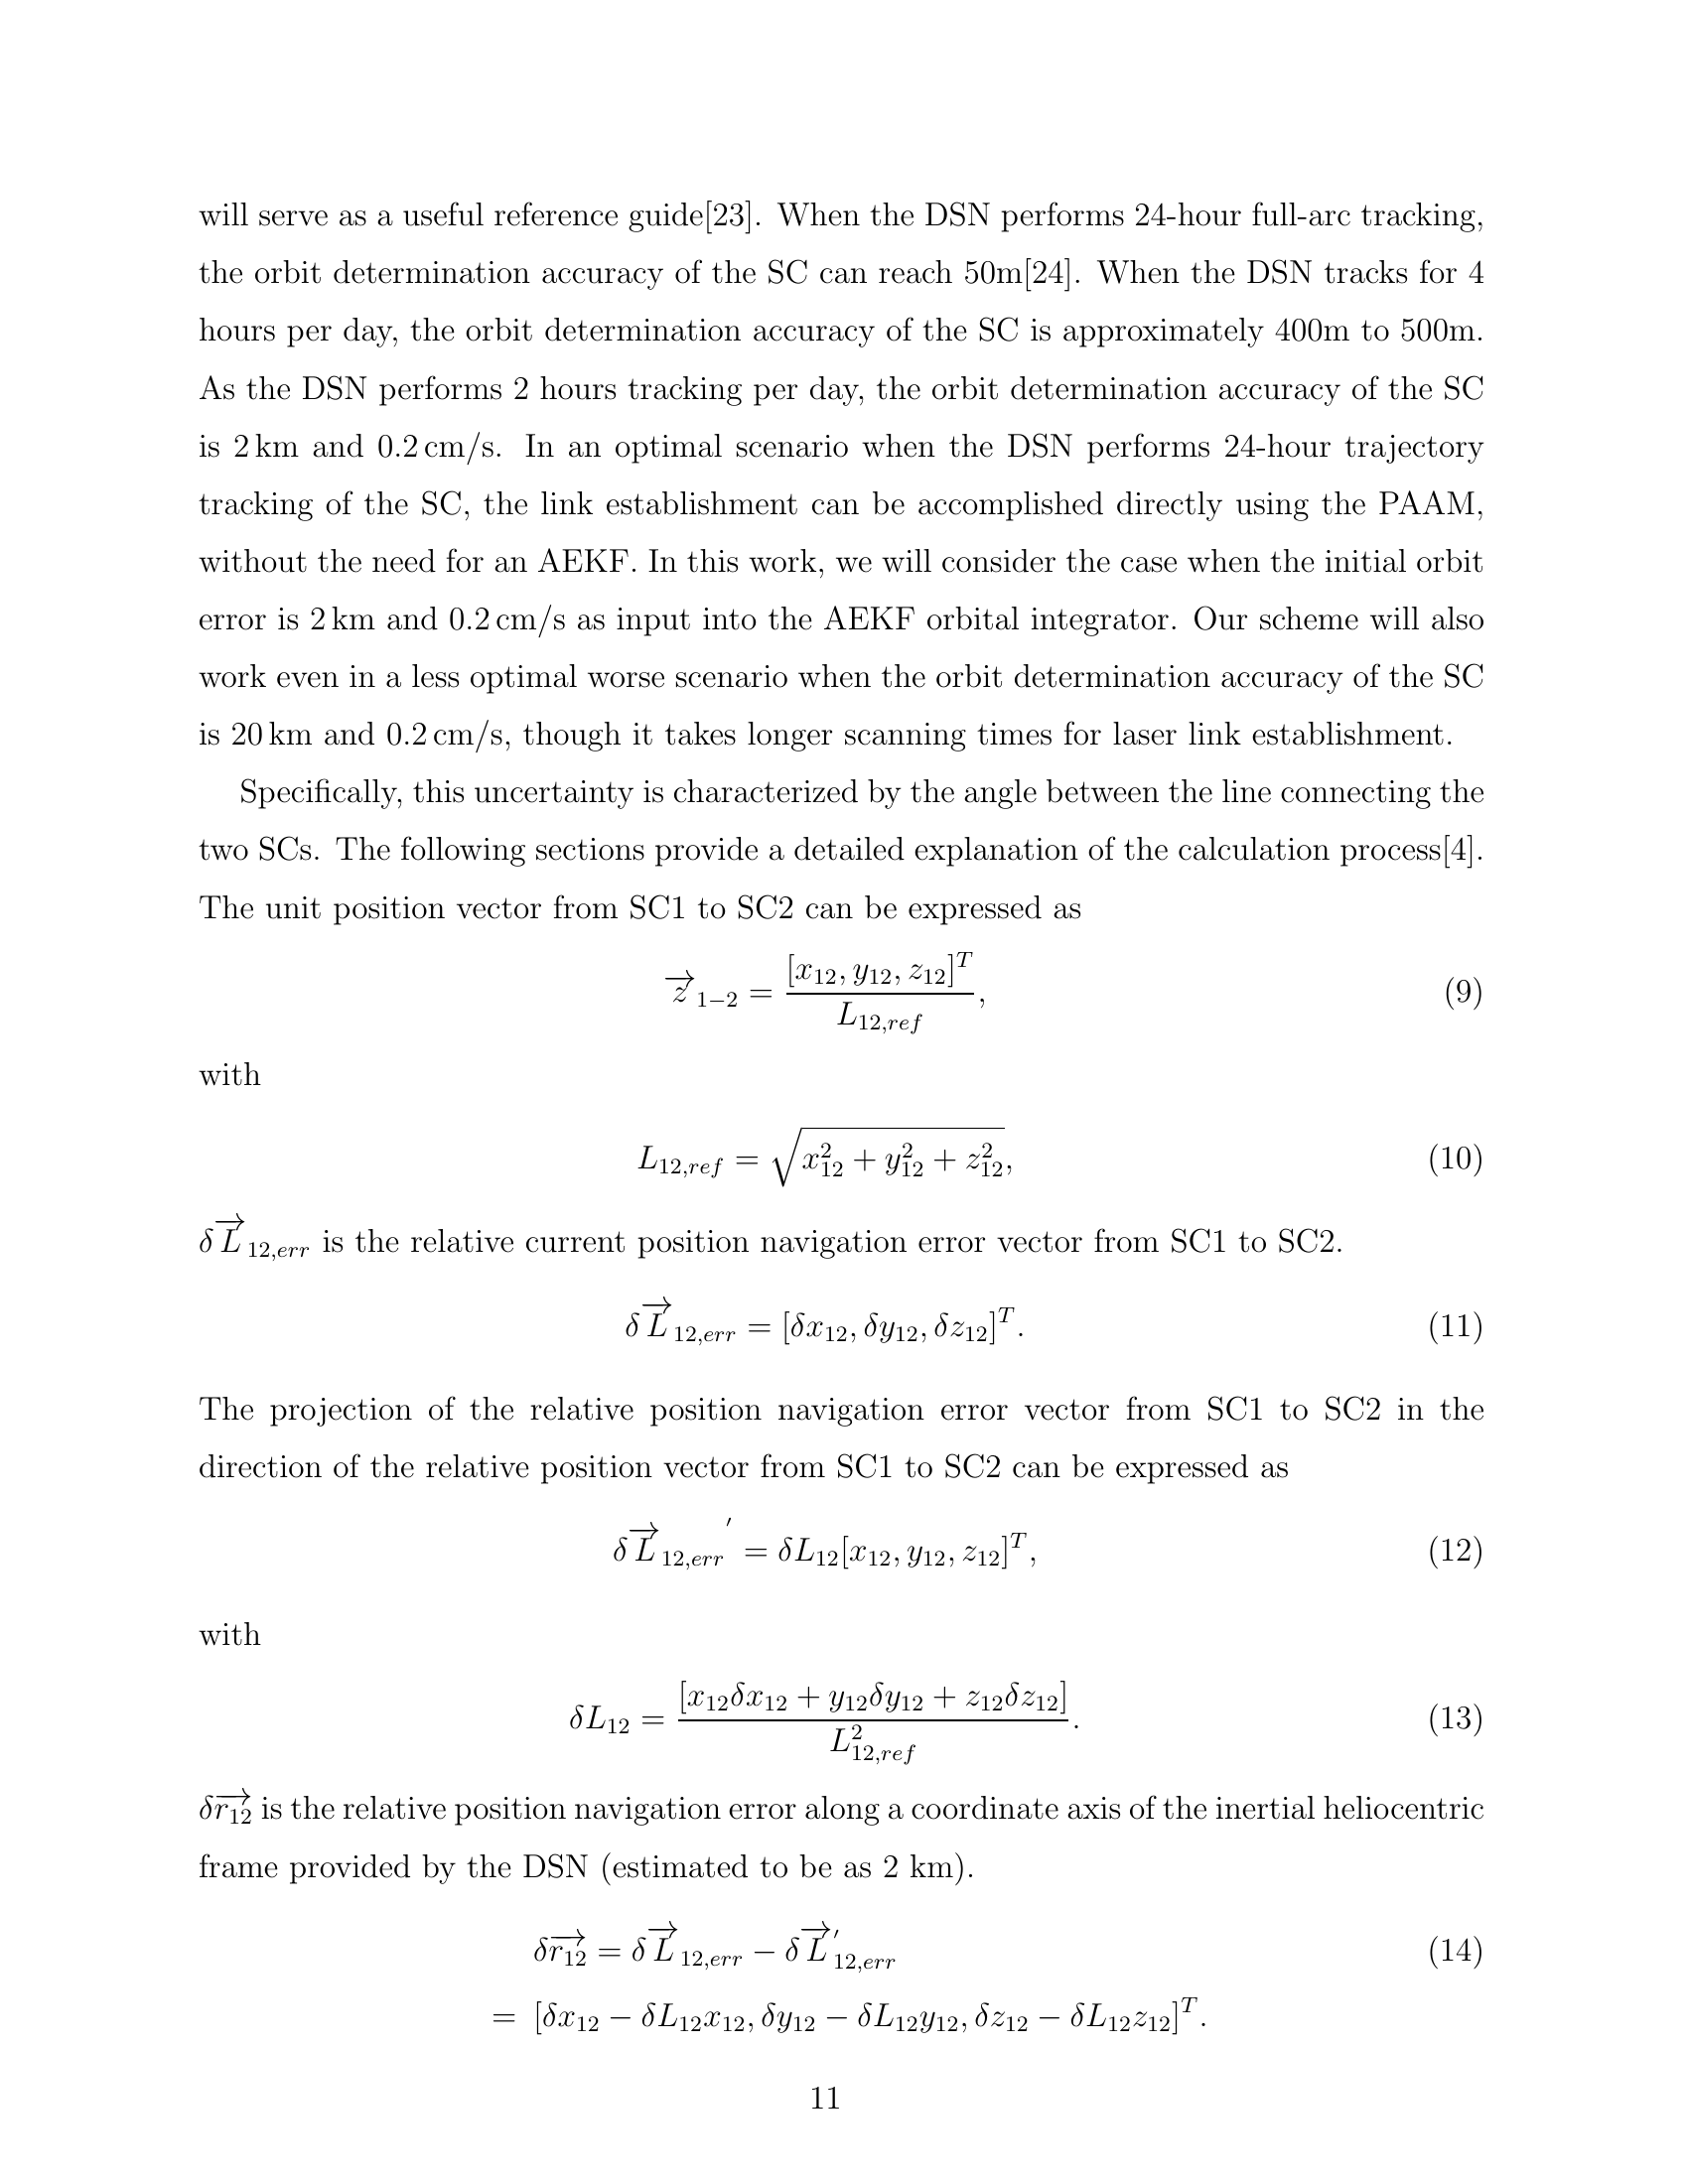 will serve as a useful reference guide[23]. When the DSN performs 24-hour full-arc tracking,
the orbit determination accuracy of the SC can reach 50m[24]. When the DSN tracks for 4
hours per day, the orbit determination accuracy of the SC is approximately 400m to 500m.
As the DSN performs 2 hours tracking per day, the orbit determination accuracy of the SC
is 2 km and 0.2 cm/s. In an optimal scenario when the DSN performs 24-hour trajectory
tracking of the SC, the link establishment can be accomplished directly using the PAAM,
without the need for an AEKF. In this work, we will consider the case when the initial orbit
error is 2 km and 0.2 cm/s as input into the AEKF orbital integrator. Our scheme will also
work even in a less optimal worse scenario when the orbit determination accuracy of the SC
is 20 km and 0.2 cm/s, though it takes longer scanning times for laser link establishment.
Specifically, this uncertainty is characterized by the angle between the line connecting the
two SCs. The following sections provide a detailed explanation of the calculation process[4].
The unit position vector from SC1 to SC2 can be expressed as
$\overrightarrow{z}_{1-2} = \frac{[x_{12}, y_{12}, z_{12}]^T}{L_{12,ref}},$ (9)
with
$L_{12,ref} = \sqrt{x_{12}^2 + y_{12}^2 + z_{12}^2},$ (10)
$\delta\overrightarrow{L}_{12,err}$ is the relative current position navigation error vector from SC1 to SC2.
$\delta\overrightarrow{L}_{12,err} = [\delta x_{12}, \delta y_{12}, \delta z_{12}]^T.$ (11)
The projection of the relative position navigation error vector from SC1 to SC2 in the
direction of the relative position vector from SC1 to SC2 can be expressed as
$\delta\overrightarrow{L}_{12,err}{}' = \delta L_{12}[x_{12}, y_{12}, z_{12}]^T,$ (12)
with
$\delta L_{12} = \frac{[x_{12}\delta x_{12} + y_{12}\delta y_{12} + z_{12}\delta z_{12}]}{L_{12,ref}^2}.$ (13)
$\delta\overrightarrow{r_{12}}$ is the relative position navigation error along a coordinate axis of the inertial heliocentric
frame provided by the DSN (estimated to be as 2 km).
$\delta\overrightarrow{r_{12}} = \delta\overrightarrow{L}_{12,err} - \delta\overrightarrow{L}'_{12,err}$ (14)
$= [\delta x_{12} - \delta L_{12}x_{12}, \delta y_{12} - \delta L_{12}y_{12}, \delta z_{12} - \delta L_{12}z_{12}]^T.$
11